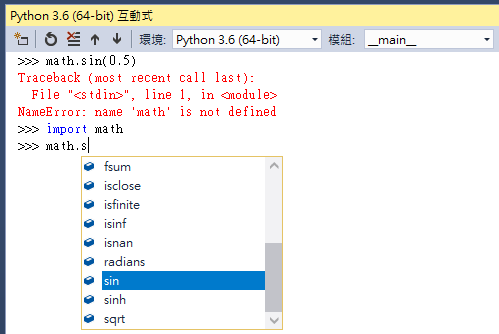 Python 3.6 (64-bit) 互動式
環境: Python 3.6 (64-bit) 模組: __main__
>>> math.sin(0.5)
Traceback (most recent call last):
  File "<stdin>", line 1, in <module>
NameError: name 'math' is not defined
>>> import math
>>> math.s
fsum
isclose
isfinite
isinf
isnan
radians
sin
sinh
sqrt